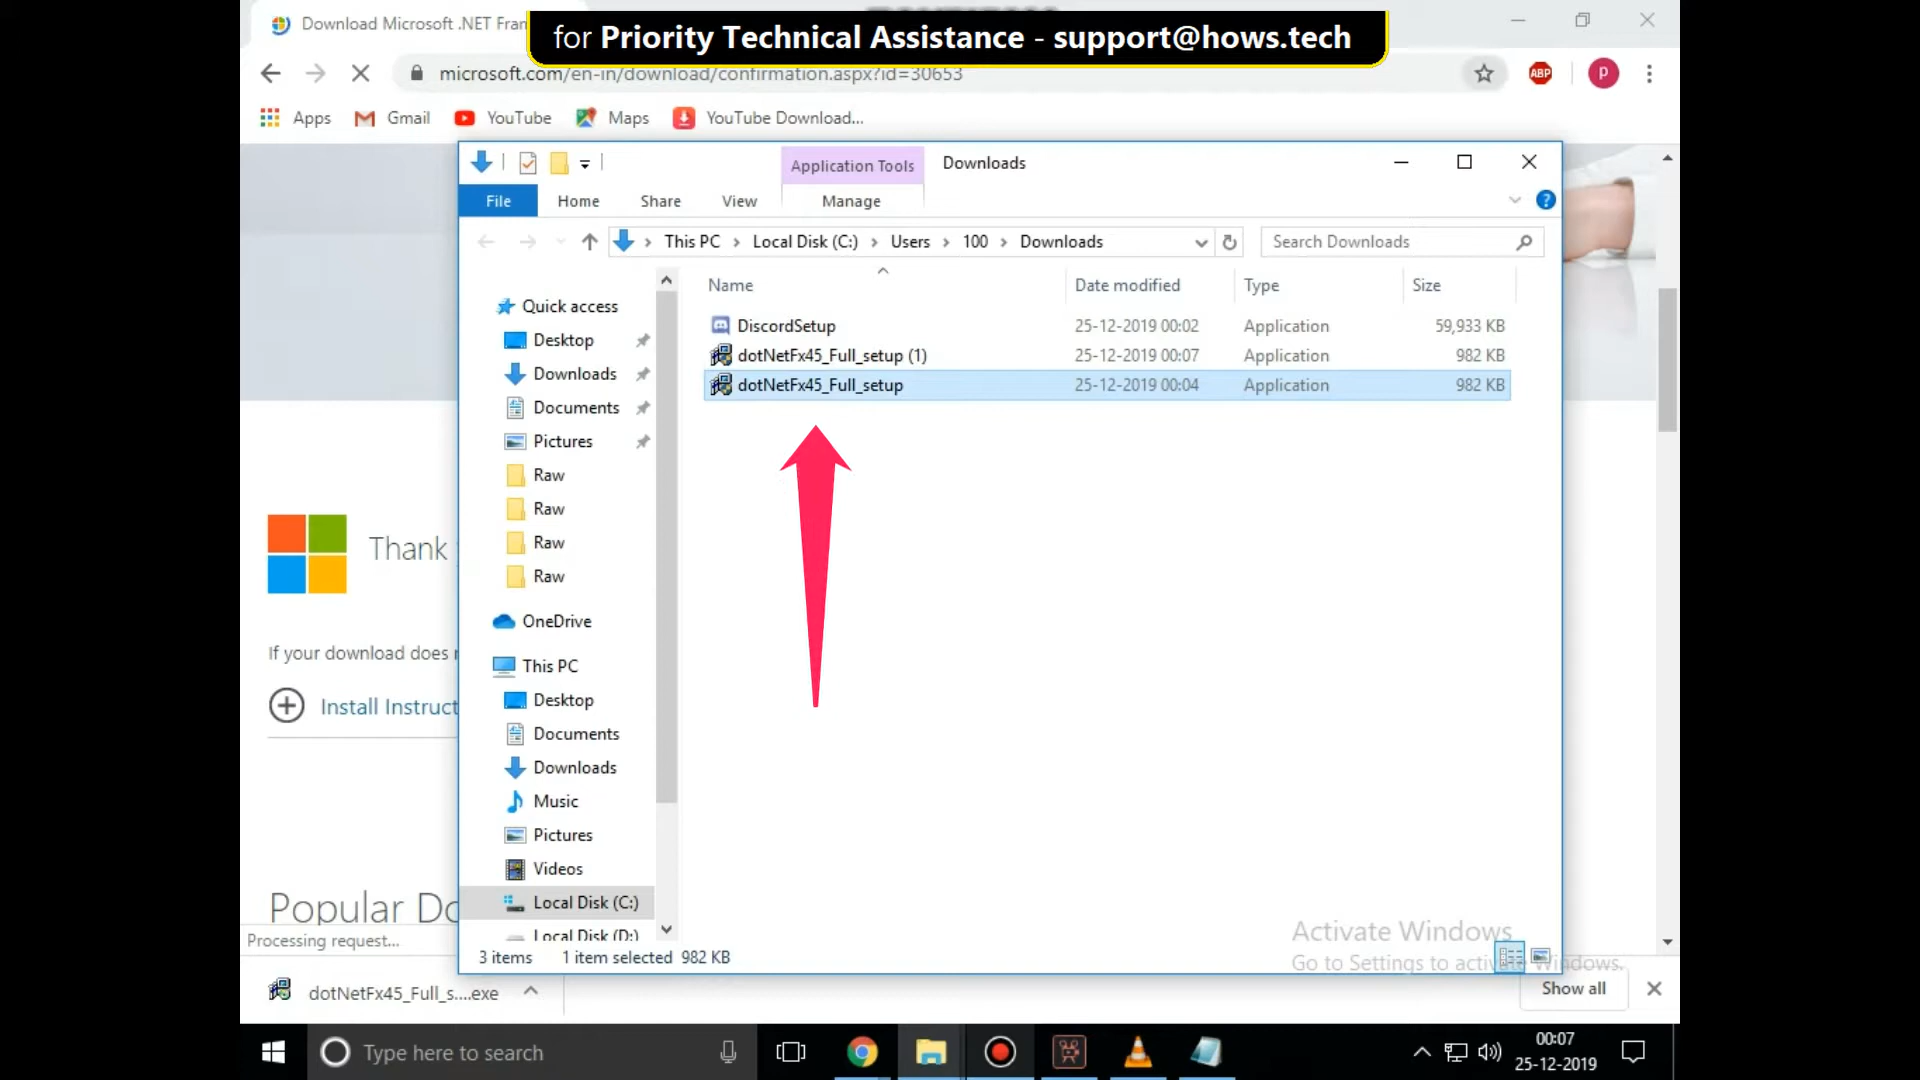 Download Microsoft .NET Fran
for Priority Technical Assistance - support@hows.tech
microsoft.com/en-in/download/confirmation.aspx?id=30653
ABP
P
Apps
Gmail
YouTube
Maps
YouTube Download...
Application Tools
Downloads
File
Home
Share
View
Manage
This PC
Local Disk (C:)
Users
100
Downloads
Search Downloads
Name
Date modified
Type
Size
DiscordSetup
25-12-2019 00:02
Application
59,933 KB
dotNetFx45_Full_setup (1)
25-12-2019 00:07
Application
982 KB
dotNetFx45_Full_setup
25-12-2019 00:04
Application
982 KB
Quick access
Desktop
Downloads
Documents
Pictures
Raw
Raw
Raw
Raw
OneDrive
This PC
Desktop
Documents
Downloads
Music
Pictures
Videos
Local Disk (C:)
Local Disk (D:)
3 items
1 item selected 982 KB
Thank
If your download does
Install Instruct
Popular Do
Processing request...
Activate Windows
Go to Settings to activate Windows.
dotNetFx45_Full_s....exe
Show all
Type here to search
00:07
25-12-2019